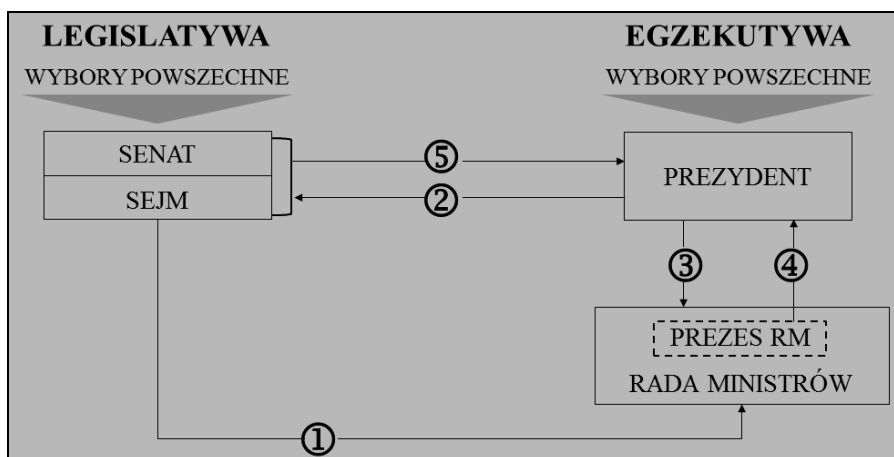 LEGISLATYWA
WYBORY POWSZECHNE
SENAT
SEJM
EGZEKUTYWA
WYBORY POWSZECHNE
PREZYDENT
⑤
②
③
④
PREZES RM
RADA MINISTRÓW
①